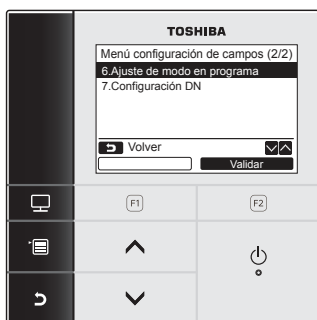 TOSHIBA
Menú configuración de campos (2/2)
6.Ajuste de modo en programa
7.Configuración DN
Volver
Validar
F1
F2